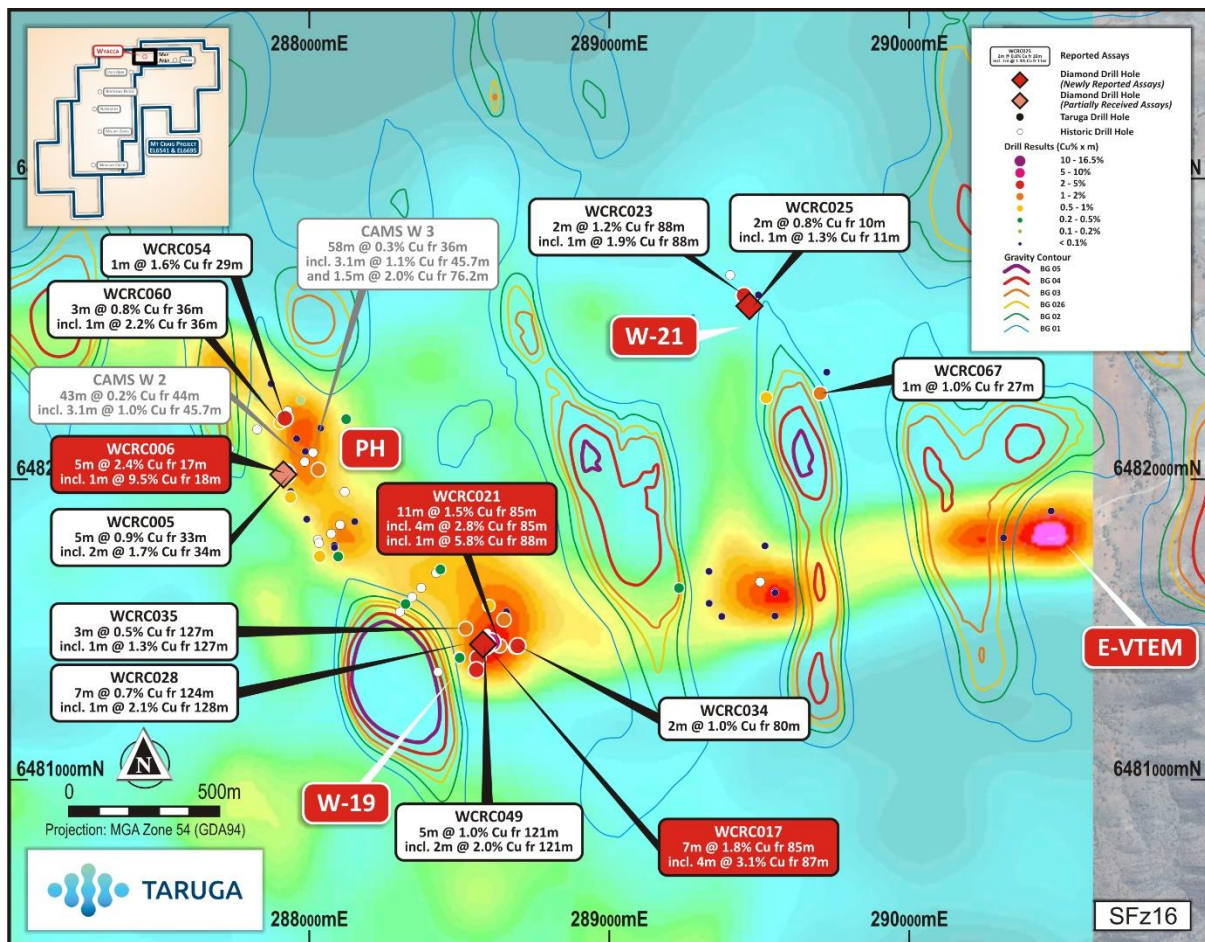 288000mE
289000mE
290000mE
WYACCA
MAP
AREA
MT CRAIG PROJECT
EL6541 & EL6695
WCRC025
2m @ 0.8% Cu fr 10m
Reported Assays
Diamond Drill Hole
(Newly Reported Assays)
Diamond Drill Hole
(Partially Received Assays)
Taruga Drill Hole
Historic Drill Hole
Drill Results (Cu% x m)
10 - 16.5%
5 - 10%
2 - 5%
1 - 2%
0.5 - 1%
0.2 - 0.5%
0.1 - 0.2%
< 0.1%
Gravity Contour
BG 05
BG 04
BG 03
BG 026
BG 02
BG 01
WCRC054
1m @ 1.6% Cu fr 29m
CAMS W 3
58m @ 0.3% Cu fr 36m
incl. 3.1m @ 1.1% Cu fr 45.7m
and 1.5m @ 2.0% Cu fr 76.2m
WCRC023
2m @ 1.2% Cu fr 88m
incl. 1m @ 1.9% Cu fr 88m
WCRC025
2m @ 0.8% Cu fr 10m
incl. 1m @ 1.3% Cu fr 11m
WCRC060
3m @ 0.8% Cu fr 36m
incl. 1m @ 2.2% Cu fr 36m
W-21
CAMS W 2
43m @ 0.2% Cu fr 44m
incl. 3.1m @ 1.0% Cu fr 45.7m
WCRC067
1m @ 1.0% Cu fr 27m
PH
WCRC006
5m @ 2.4% Cu fr 17m
incl. 1m @ 9.5% Cu fr 18m
6482000mN
WCRC021
11m @ 1.5% Cu fr 85m
incl. 4m @ 2.8% Cu fr 85m
incl. 1m @ 5.8% Cu fr 88m
WCRC005
5m @ 0.9% Cu fr 33m
incl. 2m @ 1.7% Cu fr 34m
WCRC035
3m @ 0.5% Cu fr 127m
incl. 1m @ 1.3% Cu fr 127m
E-VTEM
WCRC028
7m @ 0.7% Cu fr 124m
incl. 1m @ 2.1% Cu fr 128m
WCRC034
2m @ 1.0% Cu fr 80m
N
6481000mN
6481000mN
0 500m
Projection: MGA Zone 54 (GDA94)
W-19
WCRC049
5m @ 1.0% Cu fr 121m
incl. 2m @ 2.0% Cu fr 121m
WCRC017
7m @ 1.8% Cu fr 85m
incl. 4m @ 3.1% Cu fr 87m
TARUGA
288000mE
289000mE
290000mE
SFz16